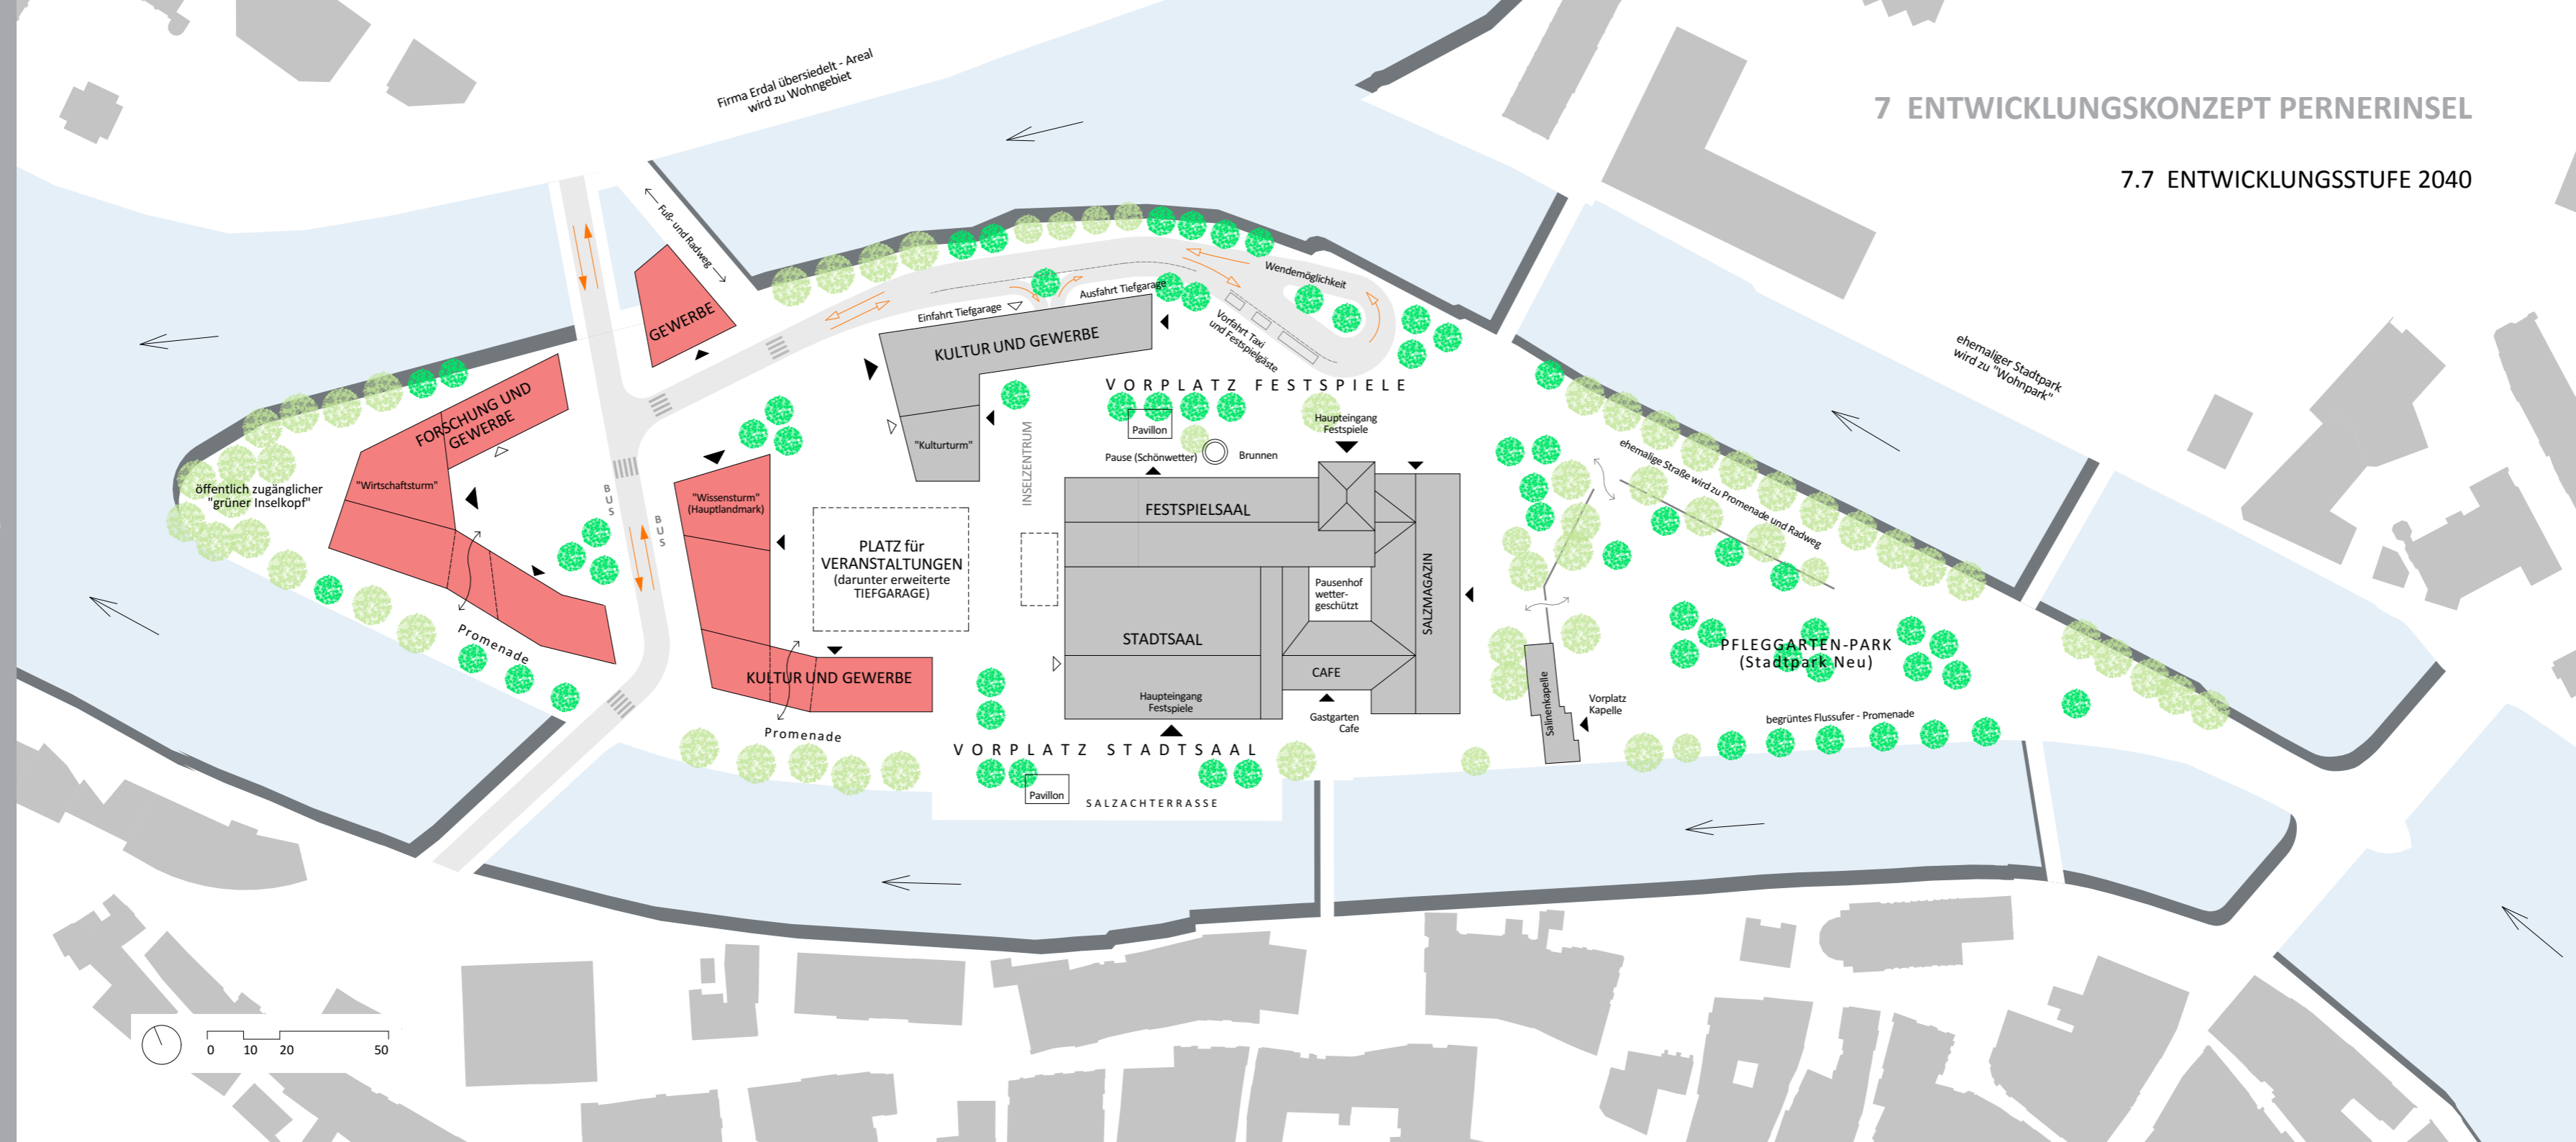 7 ENTWICKLUNGSKONZEPT PERNERINSEL
7.7 ENTWICKLUNGSSTUFE 2040
Firma Erdal übersiedelt - Areal
wird zu Wohngebiet
Fuß- und Radweg
GEWERBE
Einfahrt Tiefgarage
Ausfahrt Tiefgarage
Wendemöglichkeit
Vorfahrt Taxi
und Festspielgäste
KULTUR UND GEWERBE
"Kulturturm"
INSELZENTRUM
VORPLATZ FESTSPIELE
Pavillon
Pause (Schönwetter)
Brunnen
Haupteingang
Festspiele
ehemaliger Stadtpark
wird zu "Wohnpark"
ehemalige Straße wird zu Promenade und Radweg
FORSCHUNG UND
GEWERBE
"Wirtschaftsturm"
öffentlich zugänglicher
"grüner Inselkopf"
BUS
BUS
"Wissensturm"
(Hauptlandmark)
PLATZ für
VERANSTALTUNGEN
(darunter erweiterte
TIEFGARAGE)
FESTSPIELSAAL
Pausenhof
wetter-
geschützt
SALZMAGAZIN
STADTSAAL
CAFE
Haupteingang
Festspiele
Gastgarten
Cafe
Salinenkapelle
Vorplatz
Kapelle
PFLEGGARTEN-PARK
(Stadtpark Neu)
begrüntes Flussufer - Promenade
Promenade
KULTUR UND GEWERBE
Promenade
VORPLATZ STADTSAAL
Pavillon
SALZACHTERRASSE
0 10 20 50